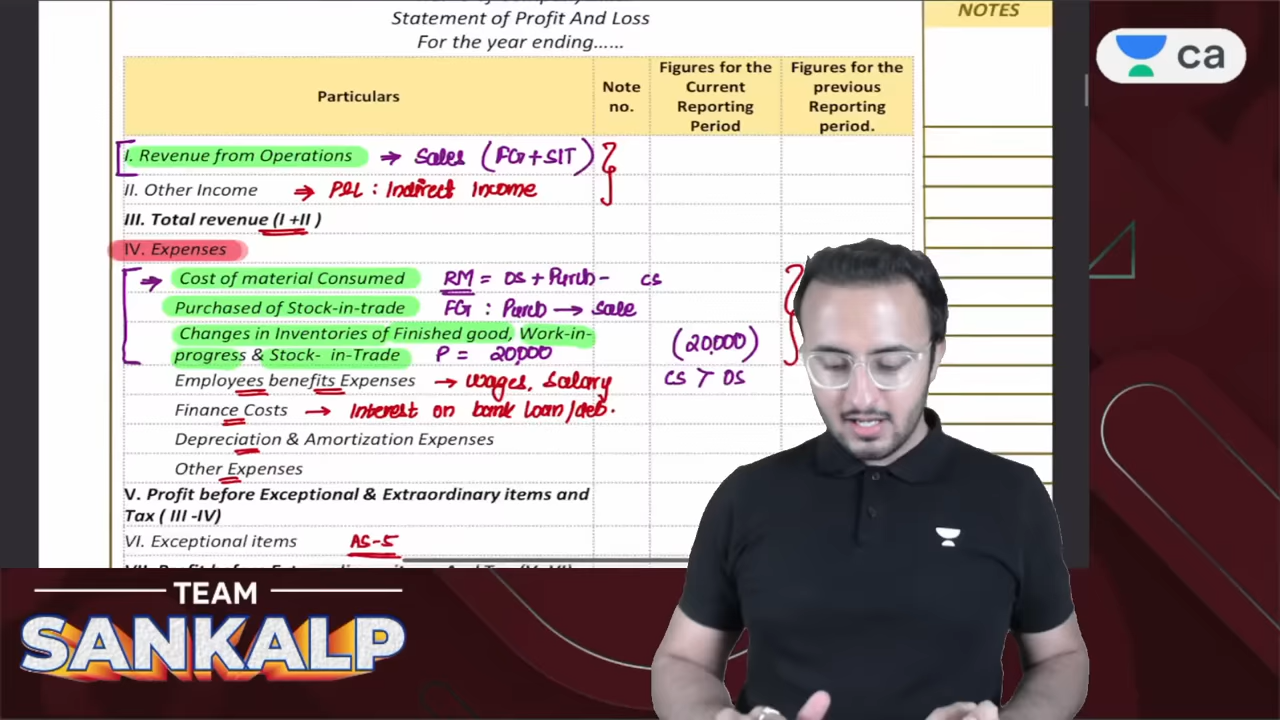 Statement of Profit And Loss
For the year ending......
NOTES
ca
Particulars
Note no.
Figures for the Current Reporting Period
Figures for the previous Reporting period.
I. Revenue from Operations → Sales (FG+SIT)
II. Other Income ⇒ P&L : Indirect Income
III. Total revenue (I +II )
IV. Expenses
→ Cost of material Consumed RM = OS + Purch - CS
Purchased of Stock-in-trade FG : Purch → Sale
Changes in Inventories of Finished good, Work-in-
progress & Stock- in-Trade P = 20,000 (20,000)
Employees benefits Expenses → Wages, Salary CS > OS
Finance Costs → Interest on bank loan/deb.
Depreciation & Amortization Expenses
Other Expenses
V. Profit before Exceptional & Extraordinary items and
Tax ( III -IV)
VI. Exceptional items AS-5
TEAM
SANKALP